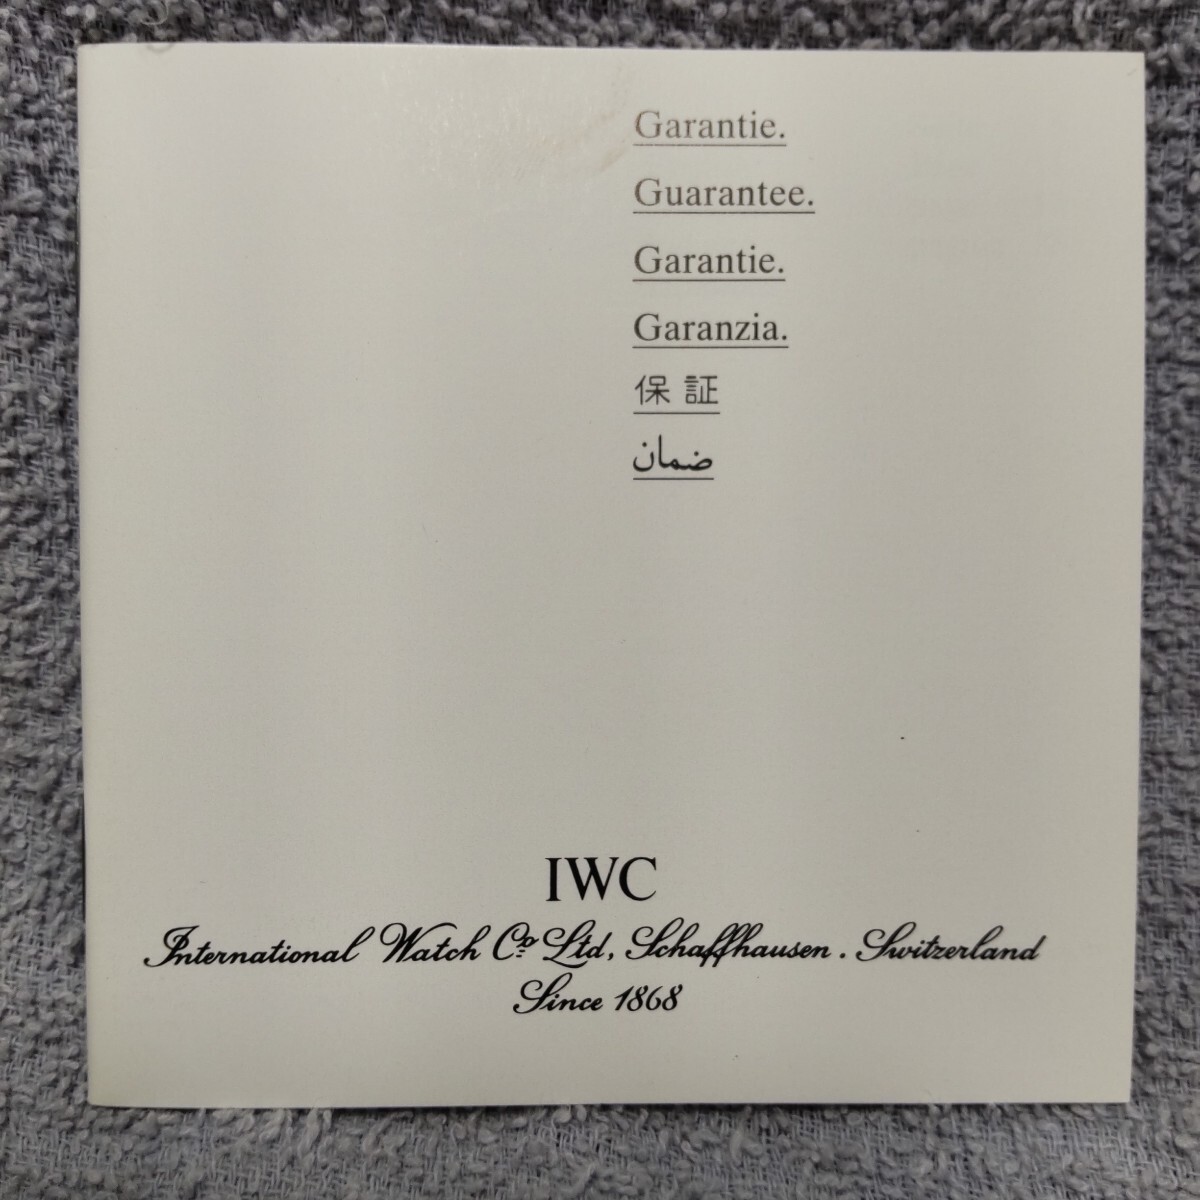 Garantie.
Guarantee.
Garantie.
Garanzia.
保証
ضمان
IWC
International Watch Co Ltd, Schaffhausen . Switzerland
Since 1868